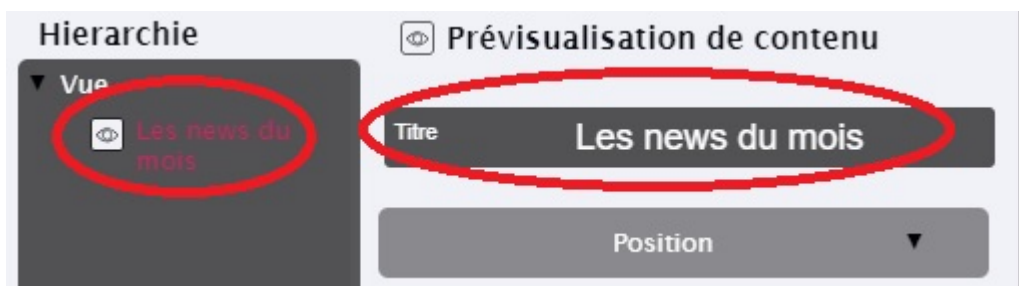 Hierarchie
Prévisualisation de contenu
Vue
Les news du
mois
Titre
Les news du mois
Position